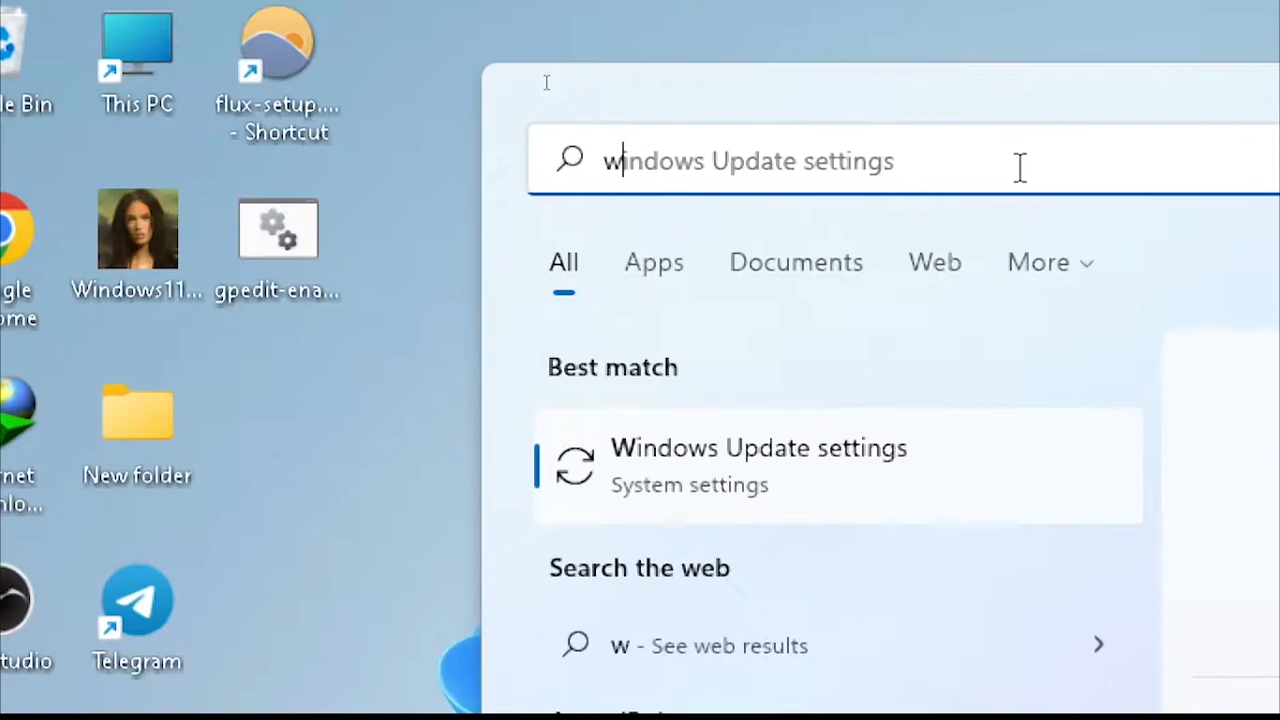 le Bin
This PC
flux-setup....
- Shortcut
gle
ome
Windows11...
gpedit-ena...
rnet
nlo...
New folder
tudio
Telegram
windows Update settings
All
Apps
Documents
Web
More
Best match
Windows Update settings
System settings
Search the web
w - See web results